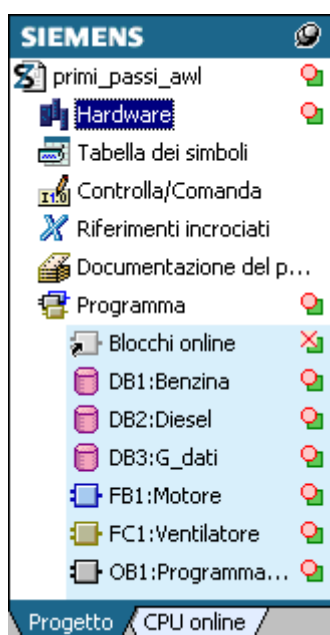 SIEMENS
primi_passi_awl
Hardware
Tabella dei simboli
Controlla/Comanda
Riferimenti incrociati
Documentazione del p...
Programma
Blocchi online
DB1:Benzina
DB2:Diesel
DB3:G_dati
FB1:Motore
FC1:Ventilatore
OB1:Programma...
Progetto CPU online